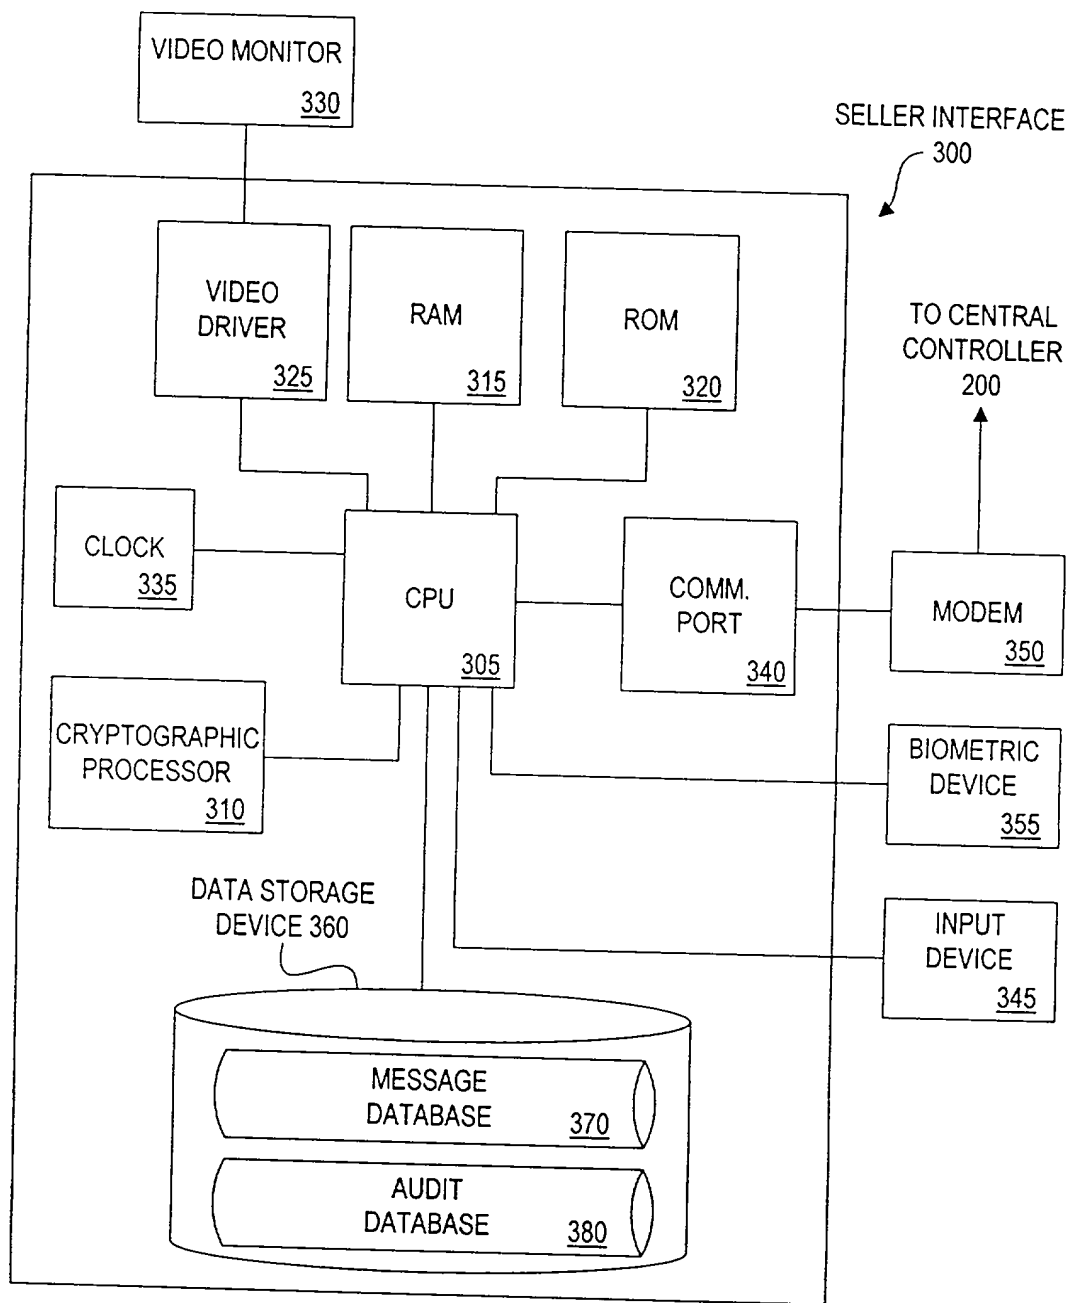 VIDEO MONITOR
330
SELLER INTERFACE
300
VIDEO
DRIVER
325
RAM
315
ROM
320
TO CENTRAL
CONTROLLER
200
CLOCK
335
CPU
305
COMM.
PORT
340
MODEM
350
CRYPTOGRAPHIC
PROCESSOR
310
BIOMETRIC
DEVICE
355
DATA STORAGE
DEVICE 360
INPUT
DEVICE
345
MESSAGE
DATABASE
370
AUDIT
DATABASE
380